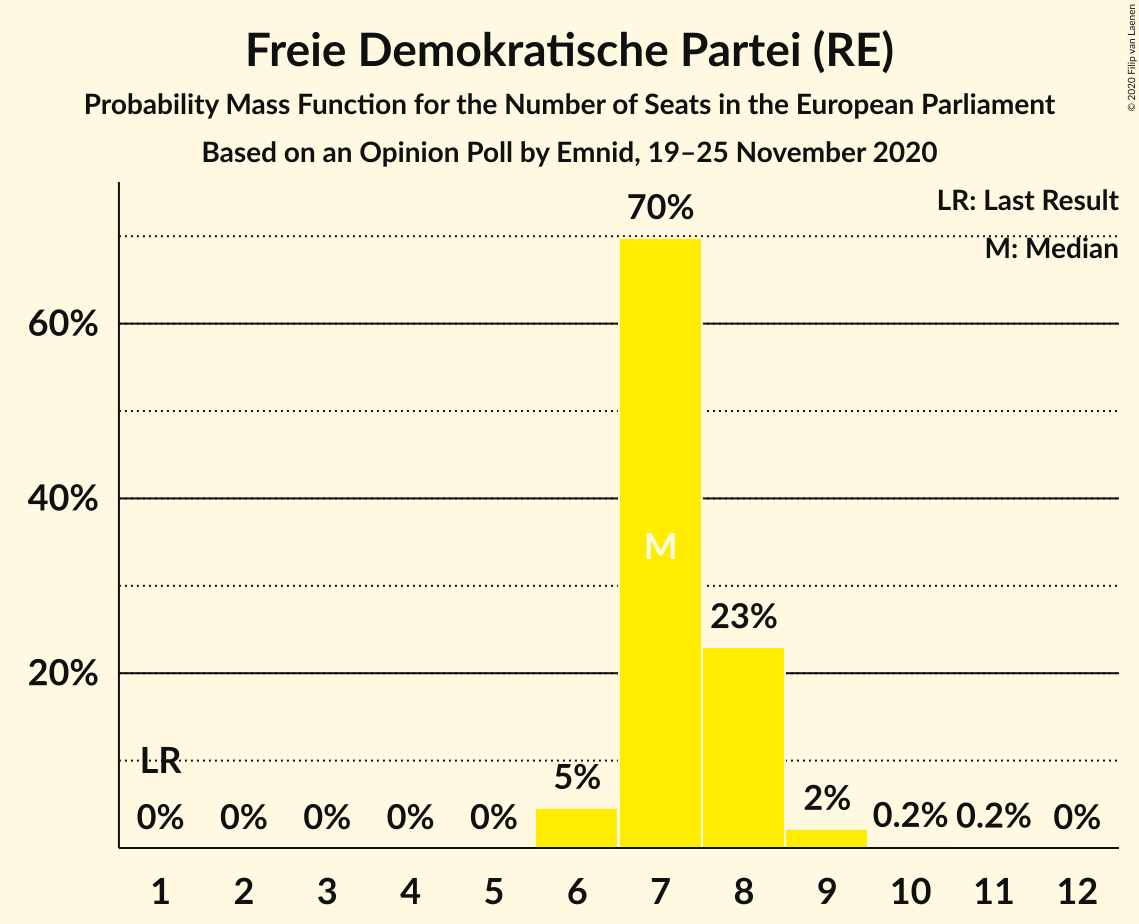 Freie Demokratische Partei (RE)
Probability Mass Function for the Number of Seats in the European Parliament
Based on an Opinion Poll by Emnid, 19–25 November 2020
© 2020 Filip van Laenen
LR: Last Result
M: Median
70%
60%
40%
M
23%
20%
LR
5%
2%
0% 0% 0% 0% 0% 0.2% 0.2% 0%
1 2 3 4 5 6 7 8 9 10 11 12